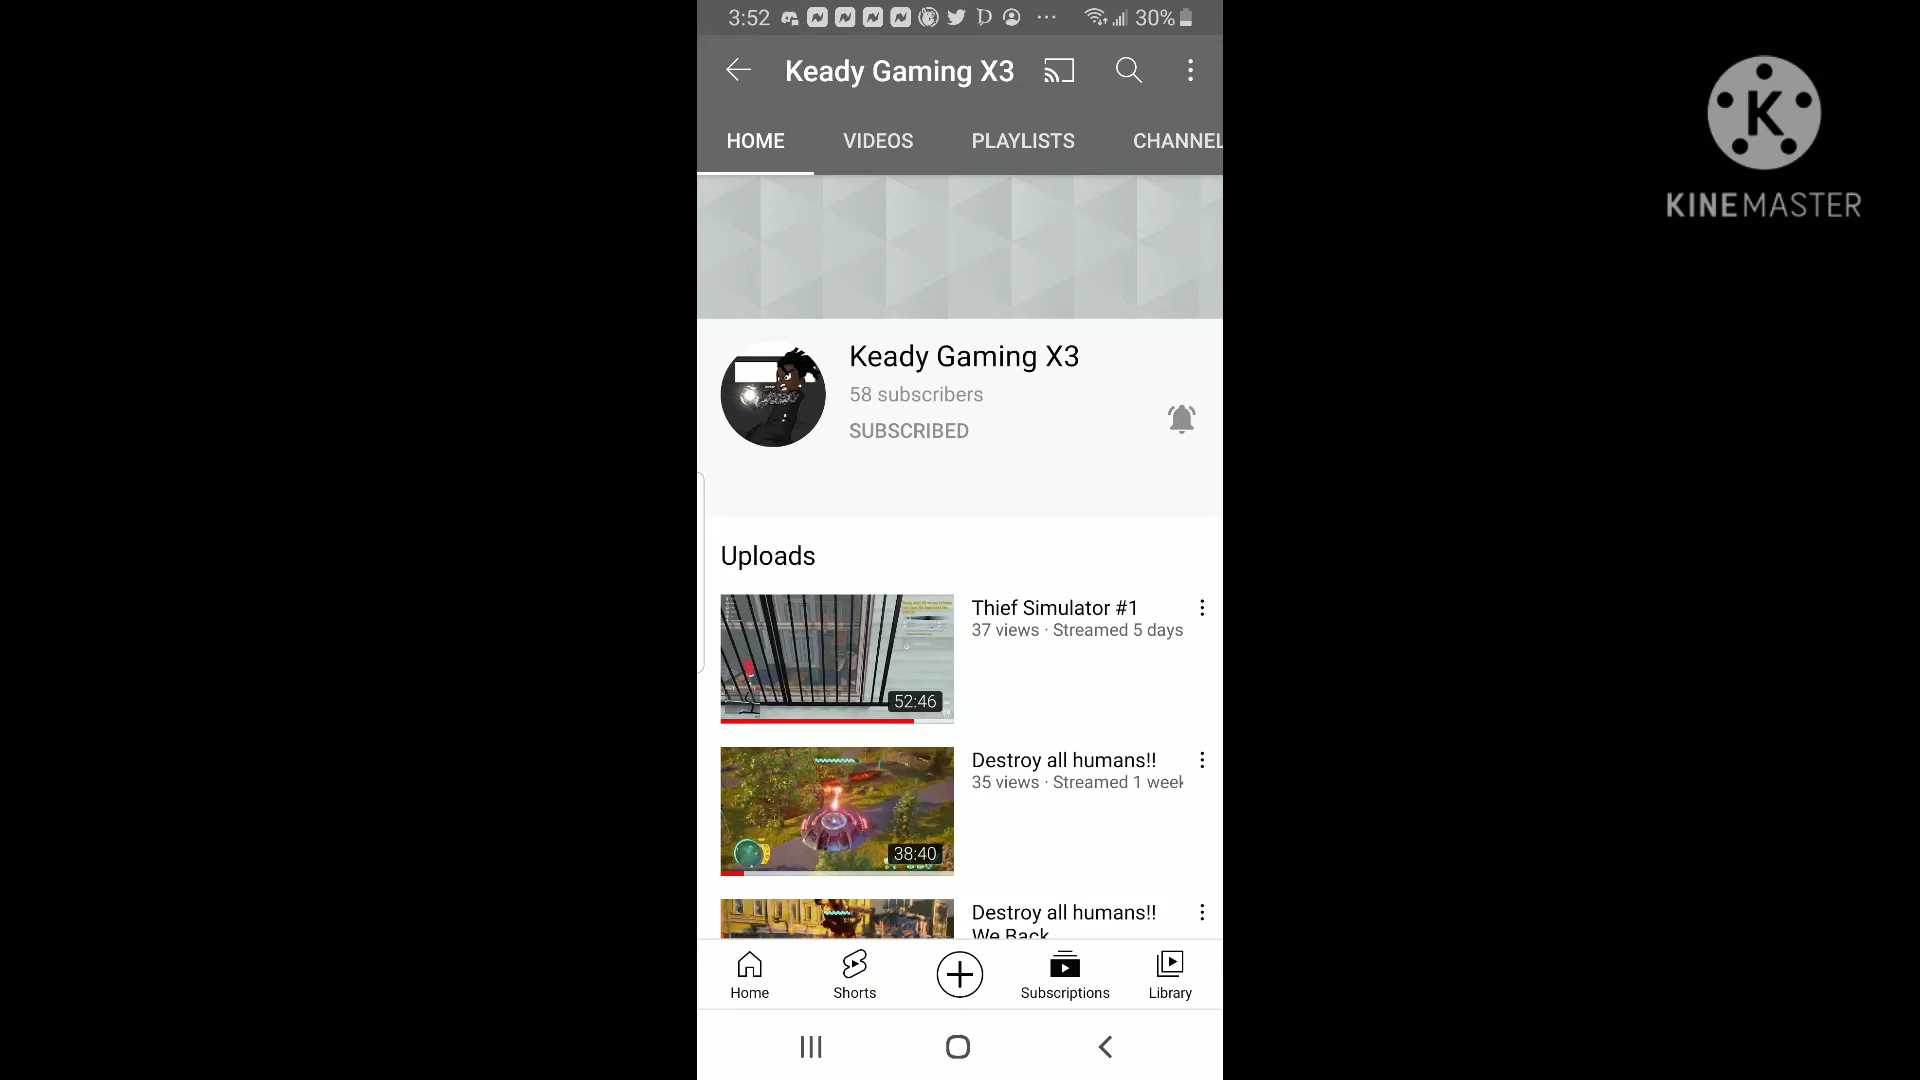 3:52
30%
Keady Gaming X3
HOME
VIDEOS
PLAYLISTS
CHANNEL
KINEMASTER
Keady Gaming X3
58 subscribers
SUBSCRIBED
Uploads
Thief Simulator #1
37 views · Streamed 5 days
52:46
Destroy all humans!!
35 views · Streamed 1 week
38:40
Destroy all humans!!
We Back
Home
Shorts
Subscriptions
Library